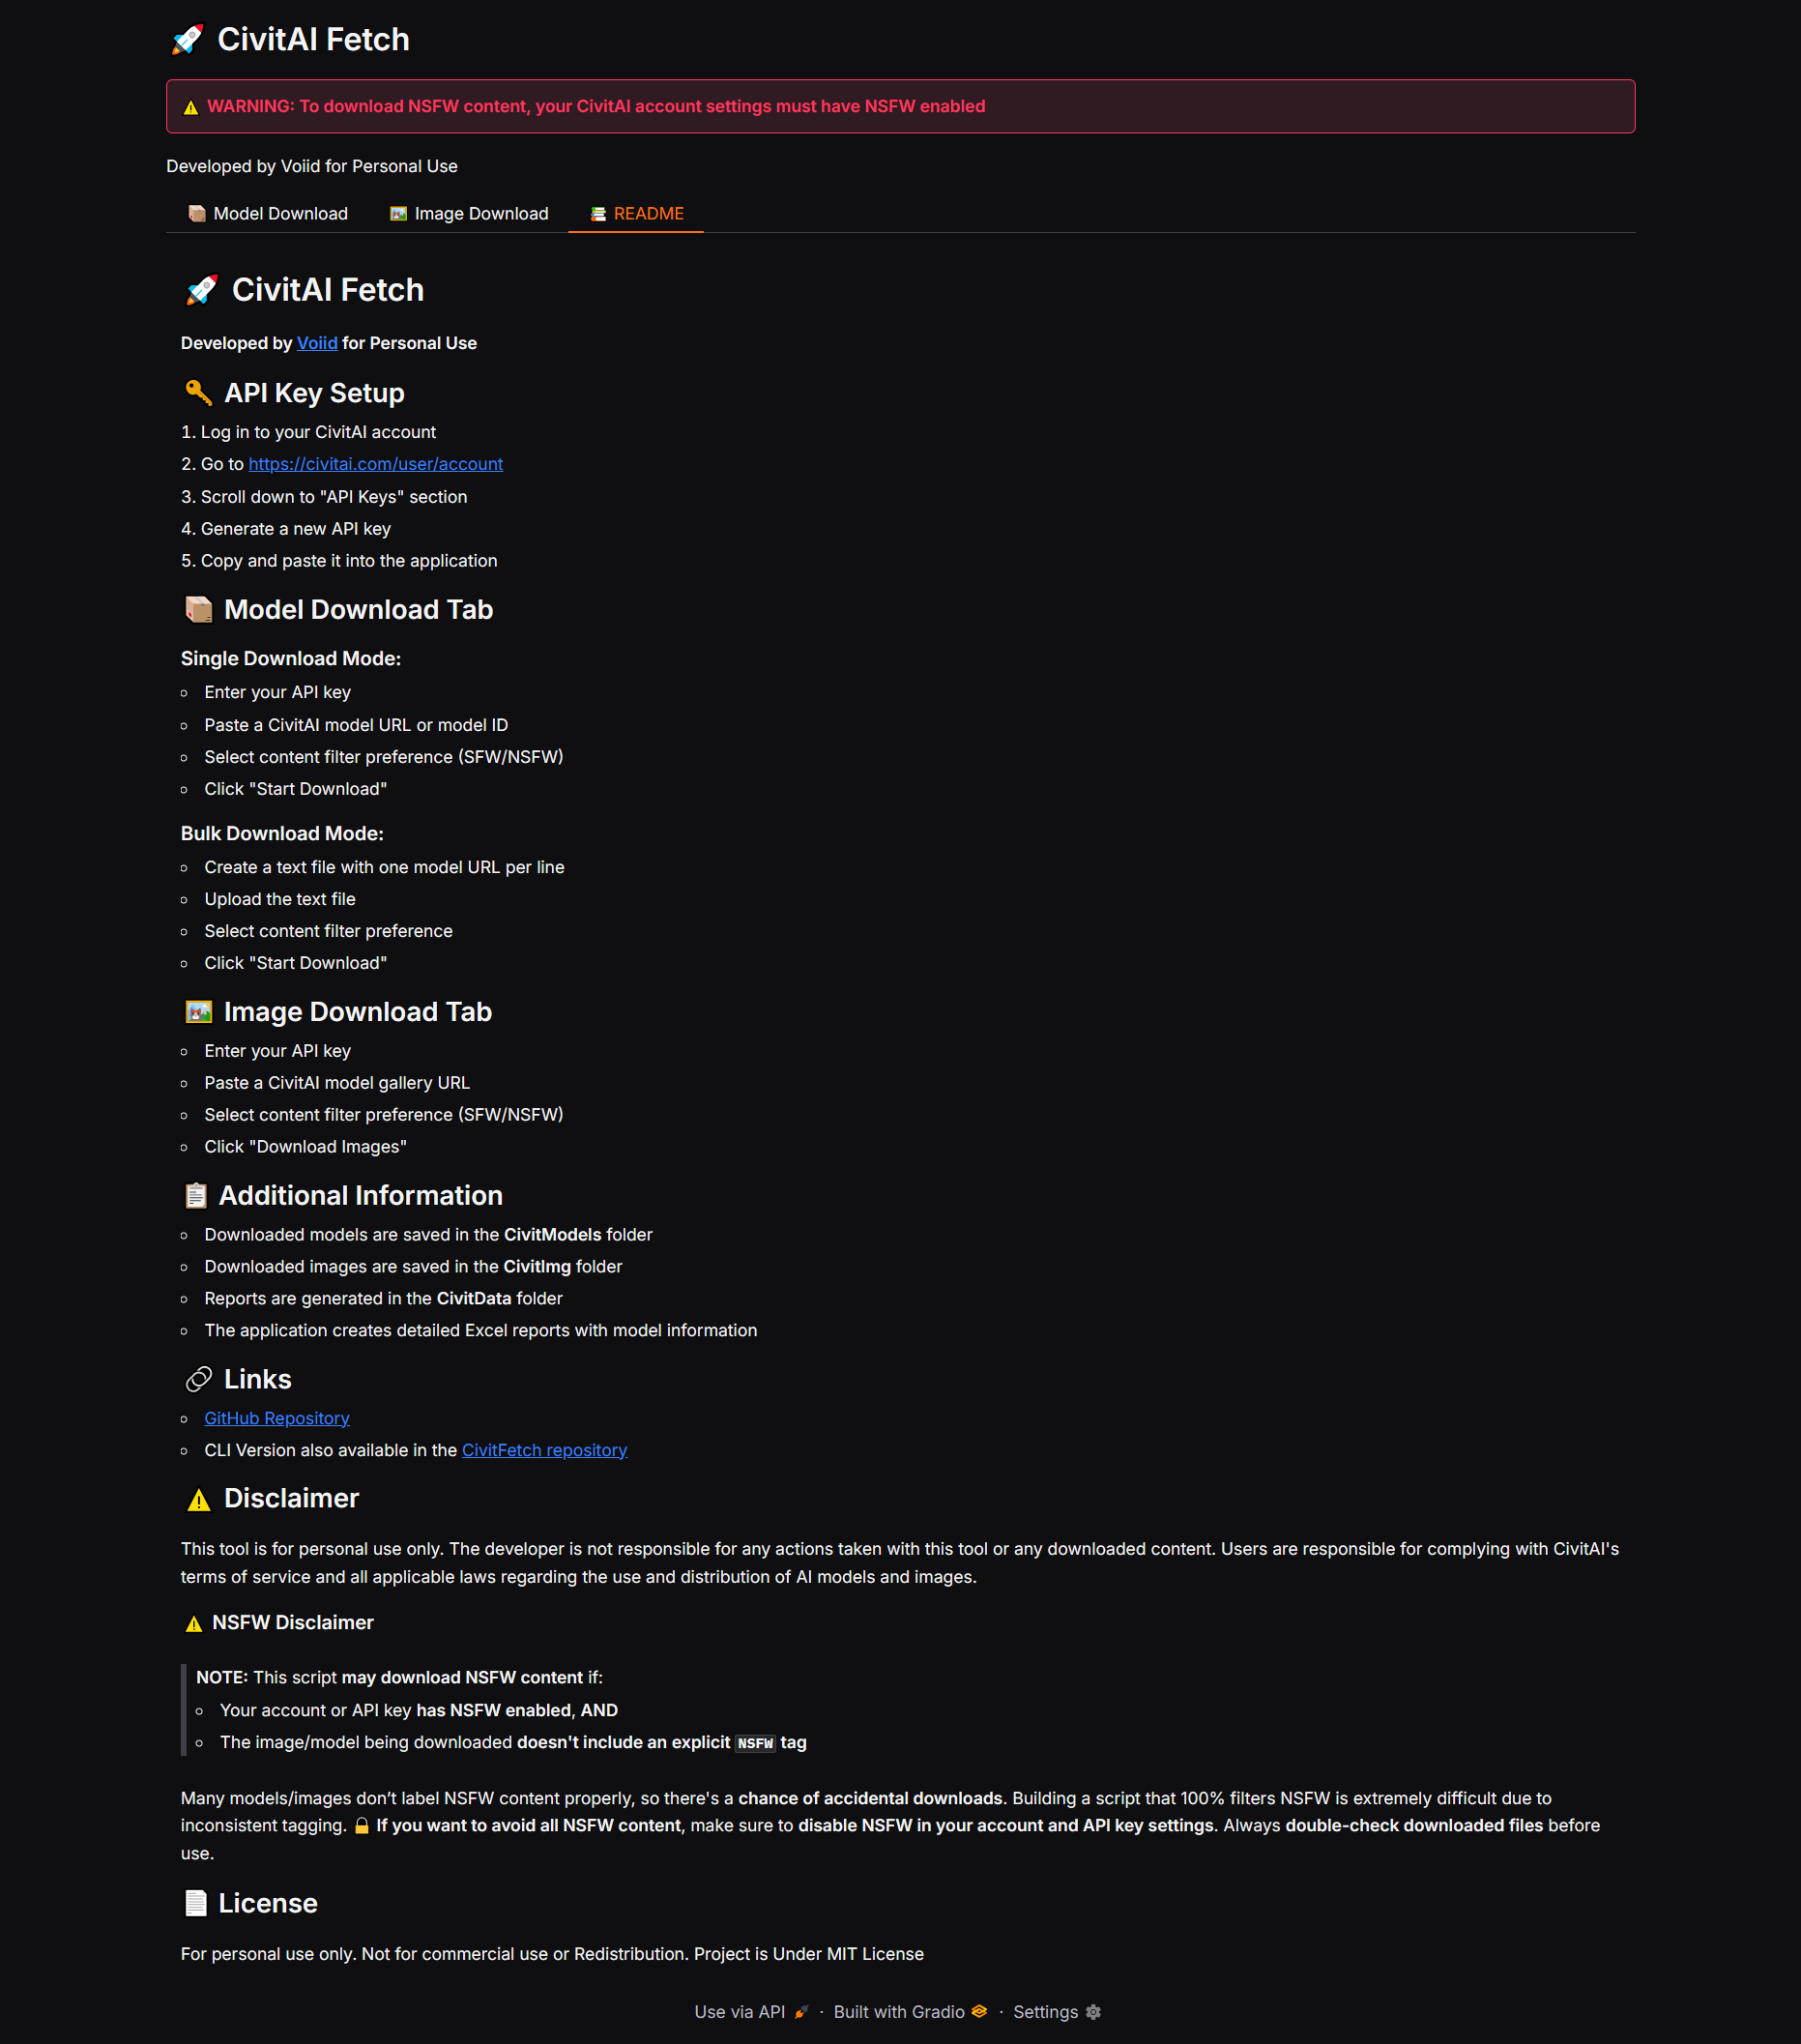 🚀 CivitAI Fetch
⚠️ WARNING: To download NSFW content, your CivitAI account settings must have NSFW enabled
Developed by Voiid for Personal Use
📦 Model Download 🖼️ Image Download 📚 README
🚀 CivitAI Fetch
Developed by Voiid for Personal Use
🔑 API Key Setup
1. Log in to your CivitAI account
2. Go to https://civitai.com/user/account
3. Scroll down to "API Keys" section
4. Generate a new API key
5. Copy and paste it into the application
📦 Model Download Tab
Single Download Mode:
Enter your API key
Paste a CivitAI model URL or model ID
Select content filter preference (SFW/NSFW)
Click "Start Download"
Bulk Download Mode:
Create a text file with one model URL per line
Upload the text file
Select content filter preference
Click "Start Download"
🖼️ Image Download Tab
Enter your API key
Paste a CivitAI model gallery URL
Select content filter preference (SFW/NSFW)
Click "Download Images"
📋 Additional Information
Downloaded models are saved in the CivitModels folder
Downloaded images are saved in the CivitImg folder
Reports are generated in the CivitData folder
The application creates detailed Excel reports with model information
🔗 Links
GitHub Repository
CLI Version also available in the CivitFetch repository
⚠️ Disclaimer
This tool is for personal use only. The developer is not responsible for any actions taken with this tool or any downloaded content. Users are responsible for complying with CivitAI's
terms of service and all applicable laws regarding the use and distribution of AI models and images.
⚠️ NSFW Disclaimer
NOTE: This script may download NSFW content if:
Your account or API key has NSFW enabled, AND
The image/model being downloaded doesn't include an explicit NSFW tag
Many models/images don’t label NSFW content properly, so there's a chance of accidental downloads. Building a script that 100% filters NSFW is extremely difficult due to
inconsistent tagging. 🔒 If you want to avoid all NSFW content, make sure to disable NSFW in your account and API key settings. Always double-check downloaded files before
use.
📄 License
For personal use only. Not for commercial use or Redistribution. Project is Under MIT License
Use via API · Built with Gradio · Settings